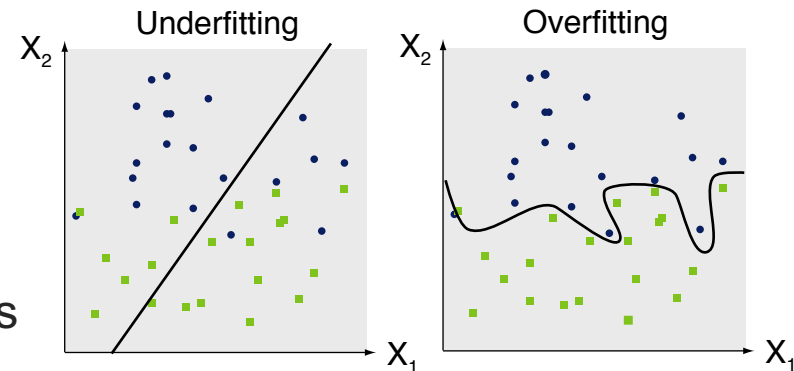 Underfitting
Overfitting
X₂
X₂
s
X₁
X₁